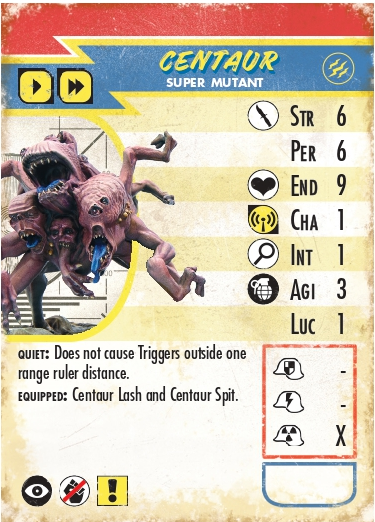 CENTAUR
SUPER MUTANT
STR 6
PER 6
END 9
CHA 1
INT 1
AGI 3
LUC 1
QUIET: Does not cause Triggers outside one
range ruler distance.
EQUIPPED: Centaur Lash and Centaur Spit.
-
-
X